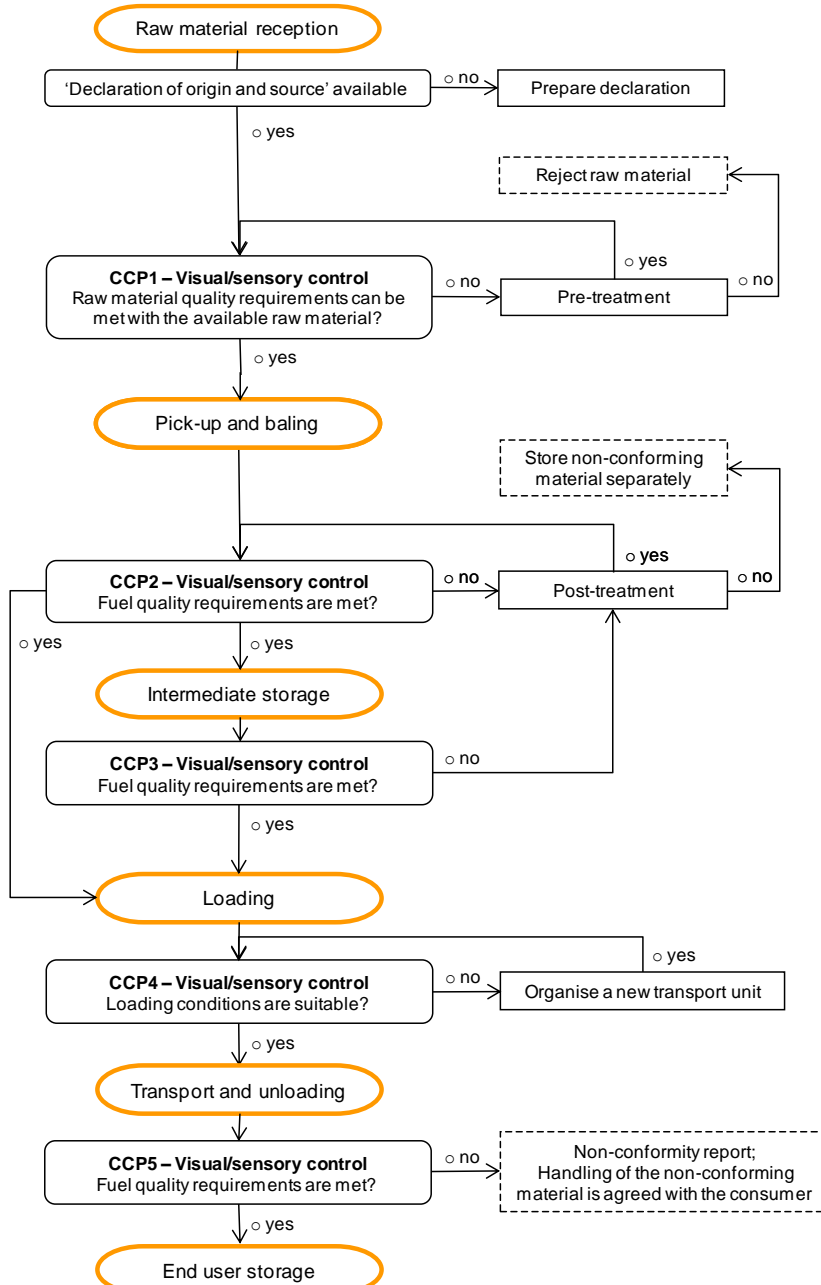 Raw material reception
‘Declaration of origin and source’ available
○ no
Prepare declaration
○ yes
Reject raw material
○ yes
CCP1 – Visual/sensory control
Raw material quality requirements can be
met with the available raw material?
○ no
Pre-treatment
○ no
○ yes
Pick-up and baling
Store non-conforming
material separately
○ yes
CCP2 – Visual/sensory control
Fuel quality requirements are met?
○ no
Post-treatment
○ no
○ yes
○ yes
Intermediate storage
CCP3 – Visual/sensory control
Fuel quality requirements are met?
○ no
○ yes
Loading
○ yes
CCP4 – Visual/sensory control
Loading conditions are suitable?
○ no
Organise a new transport unit
○ yes
Transport and unloading
CCP5 – Visual/sensory control
Fuel quality requirements are met?
○ no
Non-conformity report;
Handling of the non-conforming
material is agreed with the consumer
○ yes
End user storage